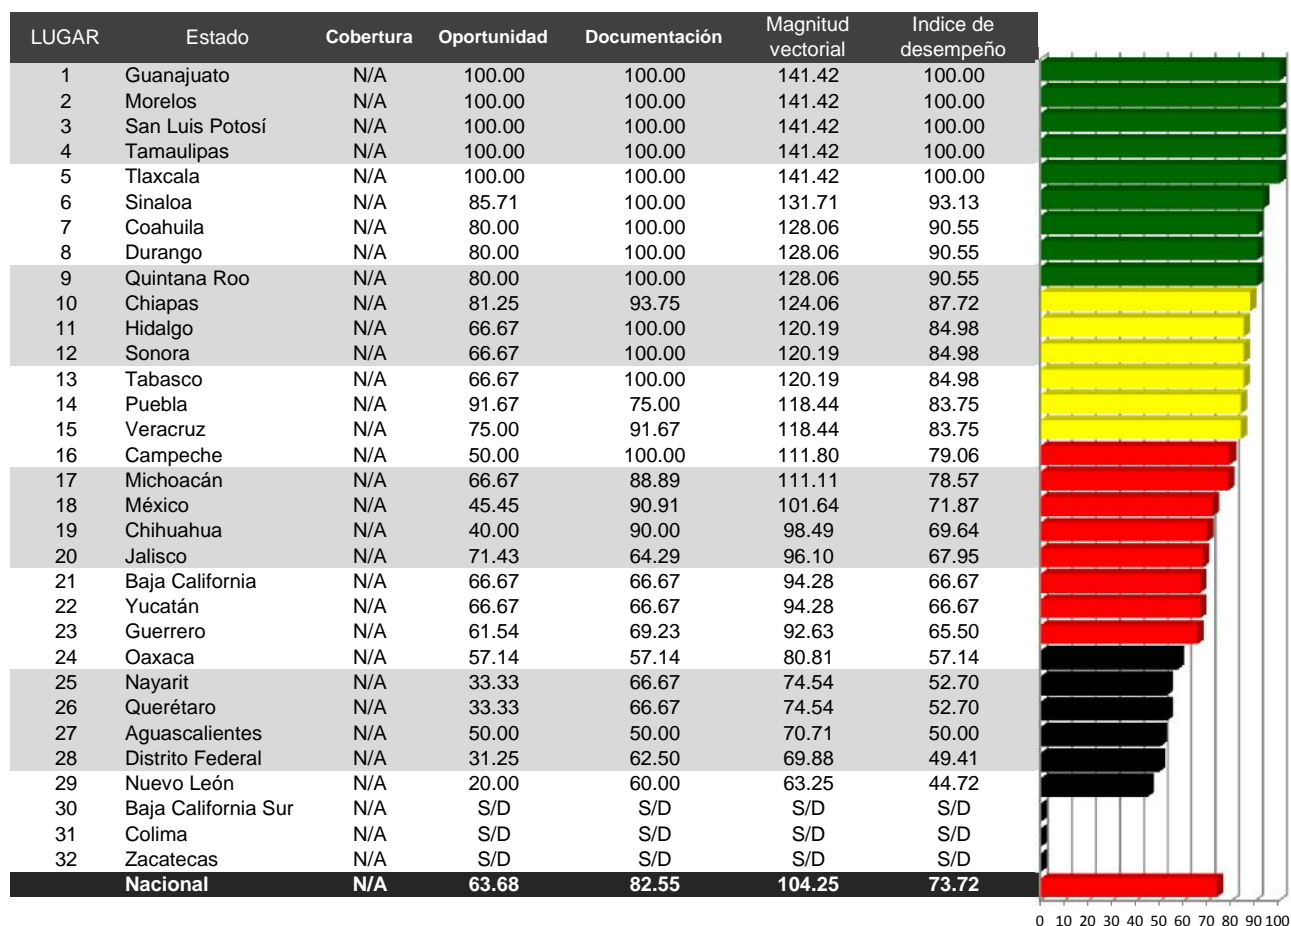 LUGAR Estado Cobertura Oportunidad Documentación Magnitud vectorial Indice de desempeño
1 Guanajuato N/A 100.00 100.00 141.42 100.00
2 Morelos N/A 100.00 100.00 141.42 100.00
3 San Luis Potosí N/A 100.00 100.00 141.42 100.00
4 Tamaulipas N/A 100.00 100.00 141.42 100.00
5 Tlaxcala N/A 100.00 100.00 141.42 100.00
6 Sinaloa N/A 85.71 100.00 131.71 93.13
7 Coahuila N/A 80.00 100.00 128.06 90.55
8 Durango N/A 80.00 100.00 128.06 90.55
9 Quintana Roo N/A 80.00 100.00 128.06 90.55
10 Chiapas N/A 81.25 93.75 124.06 87.72
11 Hidalgo N/A 66.67 100.00 120.19 84.98
12 Sonora N/A 66.67 100.00 120.19 84.98
13 Tabasco N/A 66.67 100.00 120.19 84.98
14 Puebla N/A 91.67 75.00 118.44 83.75
15 Veracruz N/A 75.00 91.67 118.44 83.75
16 Campeche N/A 50.00 100.00 111.80 79.06
17 Michoacán N/A 66.67 88.89 111.11 78.57
18 México N/A 45.45 90.91 101.64 71.87
19 Chihuahua N/A 40.00 90.00 98.49 69.64
20 Jalisco N/A 71.43 64.29 96.10 67.95
21 Baja California N/A 66.67 66.67 94.28 66.67
22 Yucatán N/A 66.67 66.67 94.28 66.67
23 Guerrero N/A 61.54 69.23 92.63 65.50
24 Oaxaca N/A 57.14 57.14 80.81 57.14
25 Nayarit N/A 33.33 66.67 74.54 52.70
26 Querétaro N/A 33.33 66.67 74.54 52.70
27 Aguascalientes N/A 50.00 50.00 70.71 50.00
28 Distrito Federal N/A 31.25 62.50 69.88 49.41
29 Nuevo León N/A 20.00 60.00 63.25 44.72
30 Baja California Sur N/A S/D S/D S/D S/D
31 Colima N/A S/D S/D S/D S/D
32 Zacatecas N/A S/D S/D S/D S/D
Nacional N/A 63.68 82.55 104.25 73.72
0 10 20 30 40 50 60 70 80 90 100